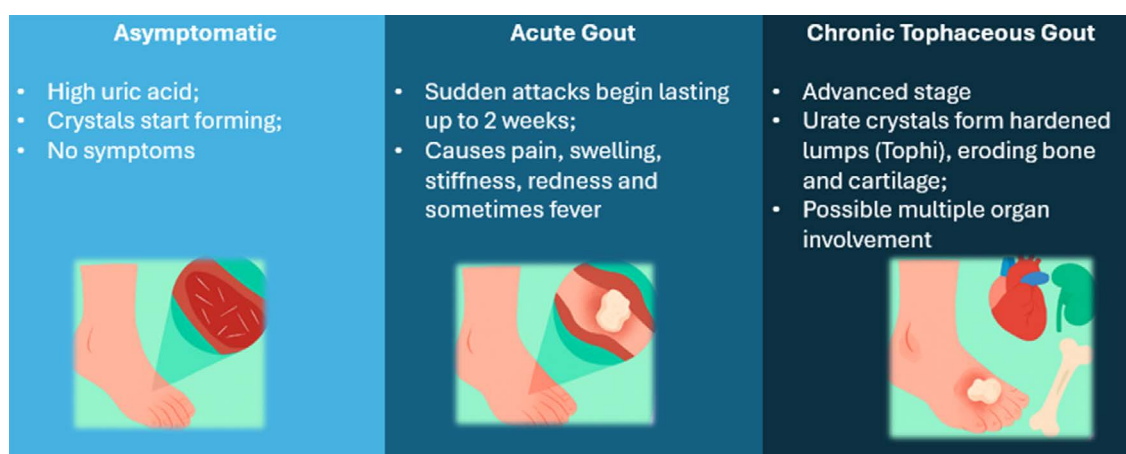 Asymptomatic
• High uric acid;
• Crystals start forming;
• No symptoms
Acute Gout
• Sudden attacks begin lasting
up to 2 weeks;
• Causes pain, swelling,
stiffness, redness and
sometimes fever
Chronic Tophaceous Gout
• Advanced stage
• Urate crystals form hardened
lumps (Tophi), eroding bone
and cartilage;
• Possible multiple organ
involvement